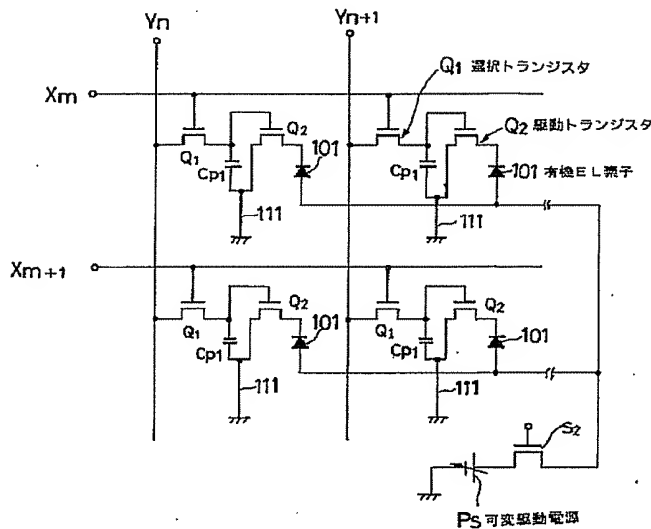 Yn
Yn+1
Q1 選択トランジスタ
Xm
Q2
Q2 駆動トランジスタ
Q1
101
Cp1
101 有機EL素子
Cp1
111
111
Xm+1
Q1
Q2
101
Q1
Q2
101
Cp1
Cp1
111
111
S2
Ps 可変駆動電源